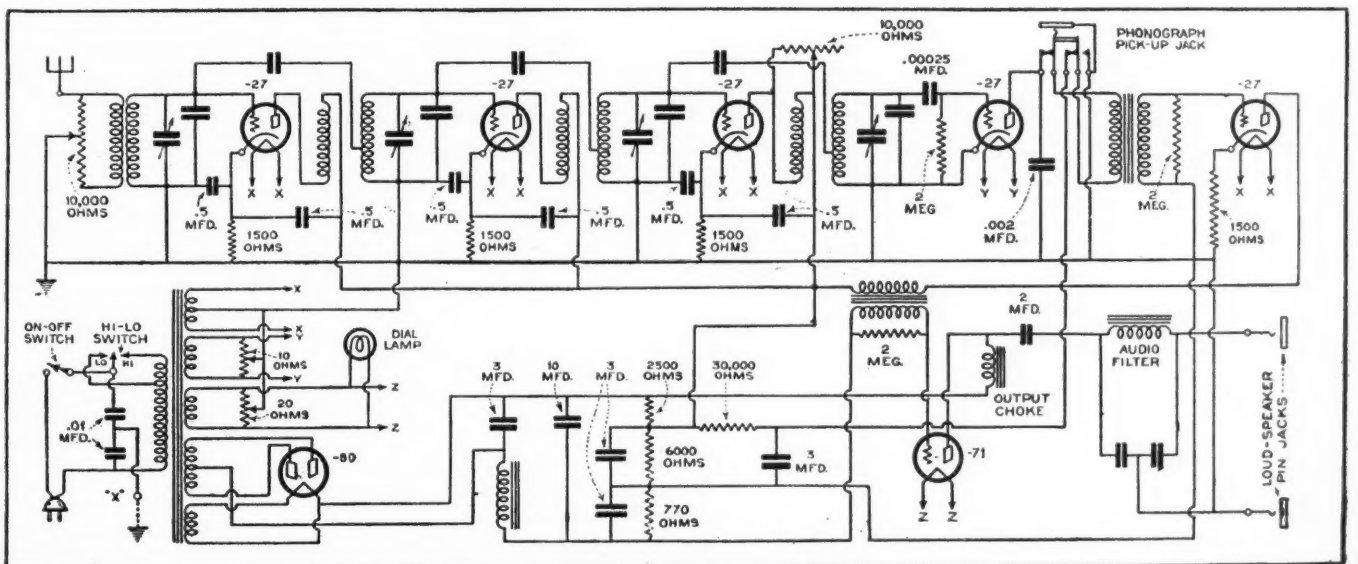 10,000
OHMS
PHONOGRAPH
PICK-UP JACK
.00025
MFD.
-27
-27
-27
-27
-27
X X
X X
X X
Y Y
X X
10,000
OHMS
.5
MFD.
1500
OHMS
.5
MFD.
.5
MFD.
1500
OHMS
.5
MFD.
.5
MFD.
1500
OHMS
.5
MFD.
2
MEG
.002
MFD.
2
MEG.
1500
OHMS
ON-OFF
SWITCH
HI-LO
SWITCH
LO
HI
.01
MFD.
"X"
X
X
Y
10
OHMS
Y
Z
20
OHMS
Z
DIAL
LAMP
-80
3
MFD.
10
MFD.
3
MFD.
2500
OHMS
30,000
OHMS
6000
OHMS
770
OHMS
3
MFD.
2
MEG.
2
MFD.
OUTPUT
CHOKE
-71
Z Z
AUDIO
FILTER
LOUD-SPEAKER
PIN JACKS